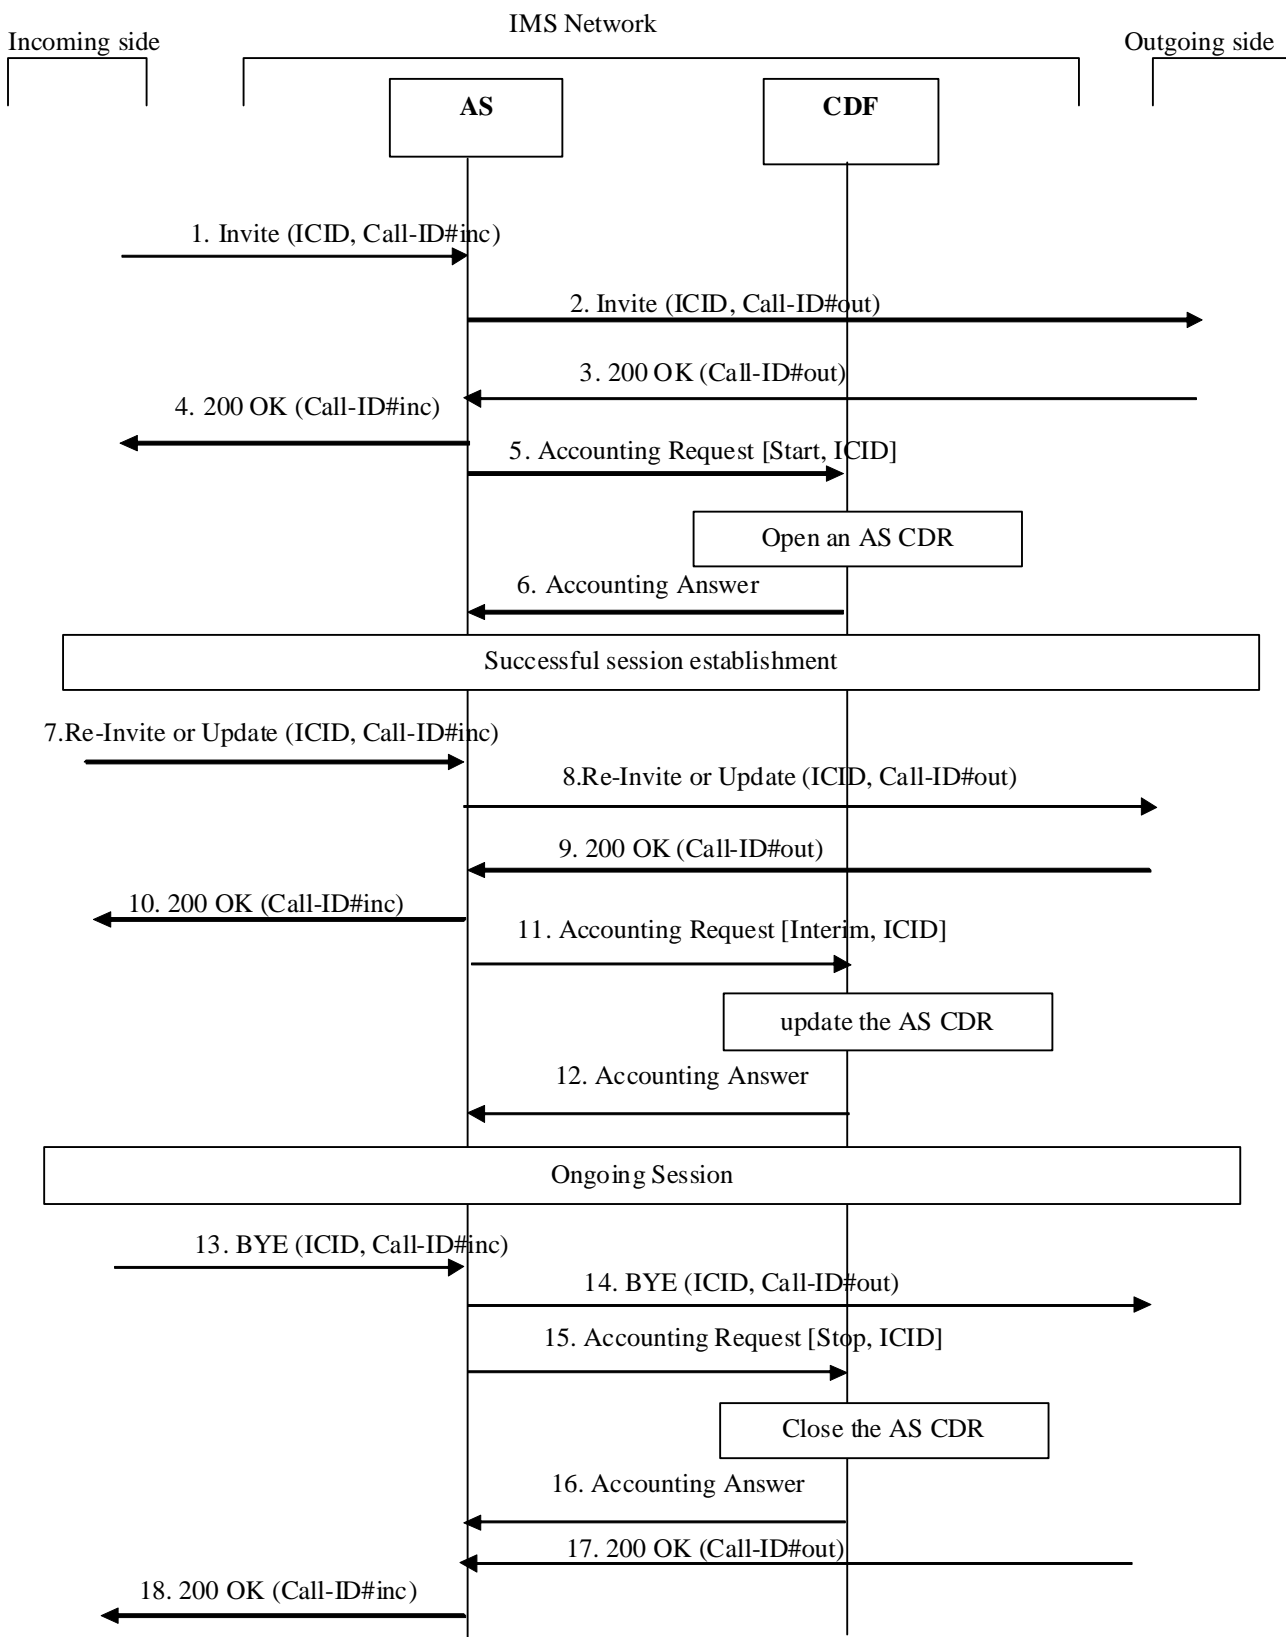 IMS Network
Incoming side
Outgoing side
AS
CDF
1. Invite (ICID, Call-ID#inc)
2. Invite (ICID, Call-ID#out)
3. 200 OK (Call-ID#out)
4. 200 OK (Call-ID#inc)
5. Accounting Request [Start, ICID]
Open an AS CDR
6. Accounting Answer
Successful session establishment
7.Re-Invite or Update (ICID, Call-ID#inc)
8.Re-Invite or Update (ICID, Call-ID#out)
9. 200 OK (Call-ID#out)
10. 200 OK (Call-ID#inc)
11. Accounting Request [Interim, ICID]
update the AS CDR
12. Accounting Answer
Ongoing Session
13. BYE (ICID, Call-ID#inc)
14. BYE (ICID, Call-ID#out)
15. Accounting Request [Stop, ICID]
Close the AS CDR
16. Accounting Answer
17. 200 OK (Call-ID#out)
18. 200 OK (Call-ID#inc)